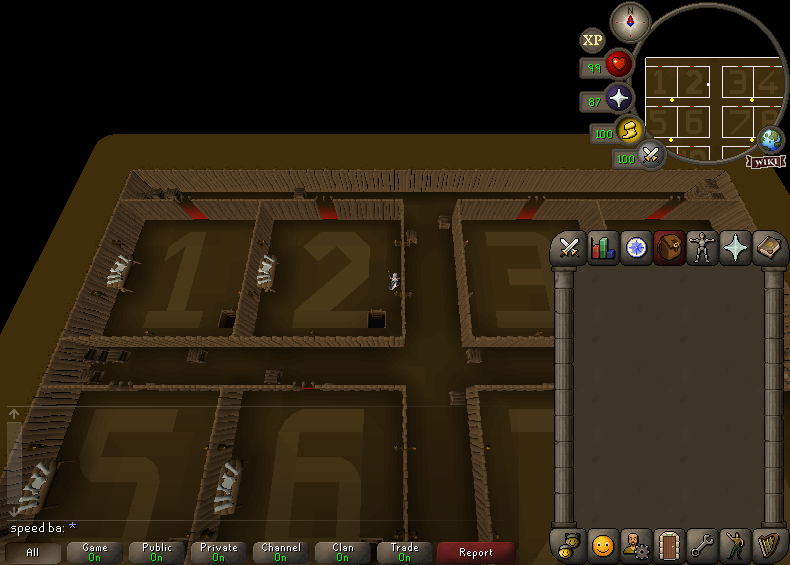 N
XP
99
87
100
100
WIKI
1 2 3 4
5 6 7 8
1 2 3
5 6
speed ba: *
All
Game
On
Public
On
Private
On
Channel
On
Clan
On
Trade
On
Report